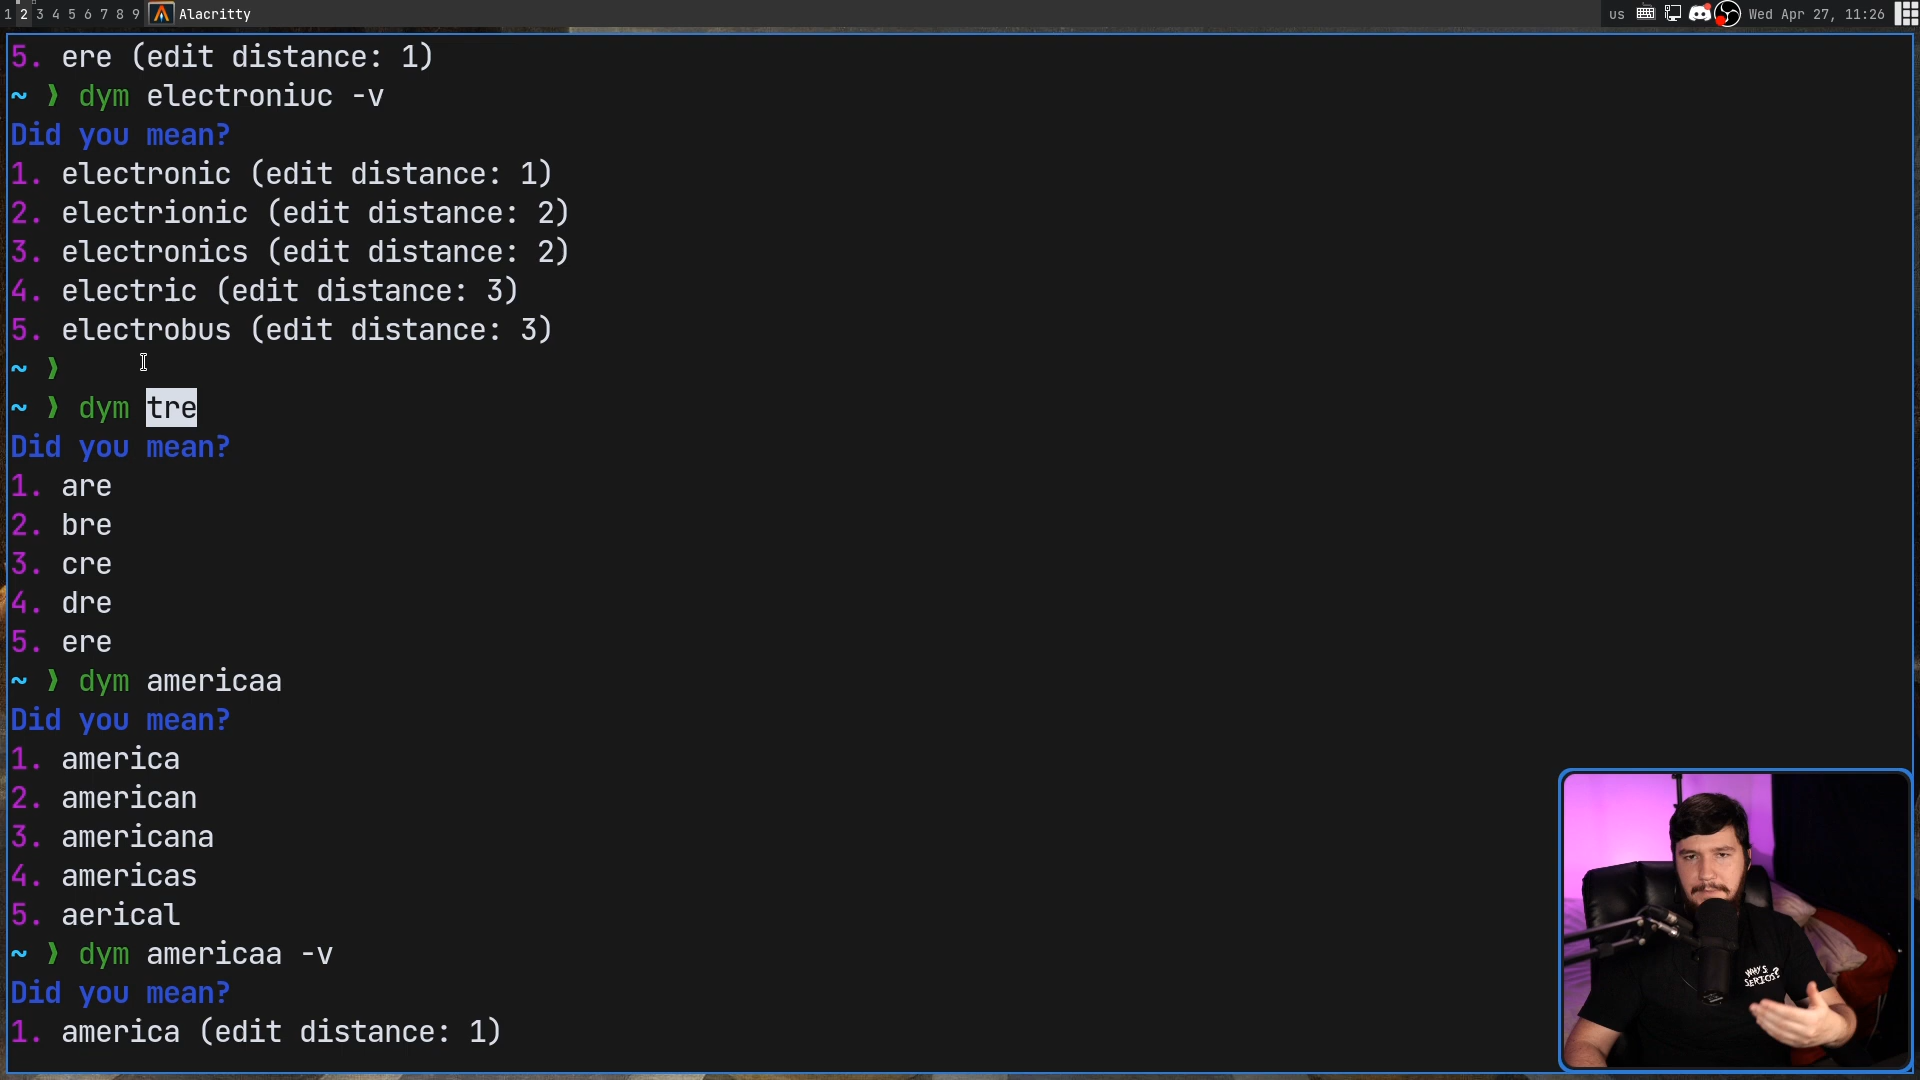 1 2 3 4 5 6 7 8 9 Alacritty us Wed Apr 27, 11:26
5. ere (edit distance: 1)
~ ❯ dym electroniuc -v
Did you mean?
1. electronic (edit distance: 1)
2. electrionic (edit distance: 2)
3. electronics (edit distance: 2)
4. electric (edit distance: 3)
5. electrobus (edit distance: 3)
~ ❯
~ ❯ dym tre
Did you mean?
1. are
2. bre
3. cre
4. dre
5. ere
~ ❯ dym americaa
Did you mean?
1. america
2. american
3. americana
4. americas
5. aerical
~ ❯ dym americaa -v
Did you mean?
1. america (edit distance: 1)
WHY'S
SERIOS?